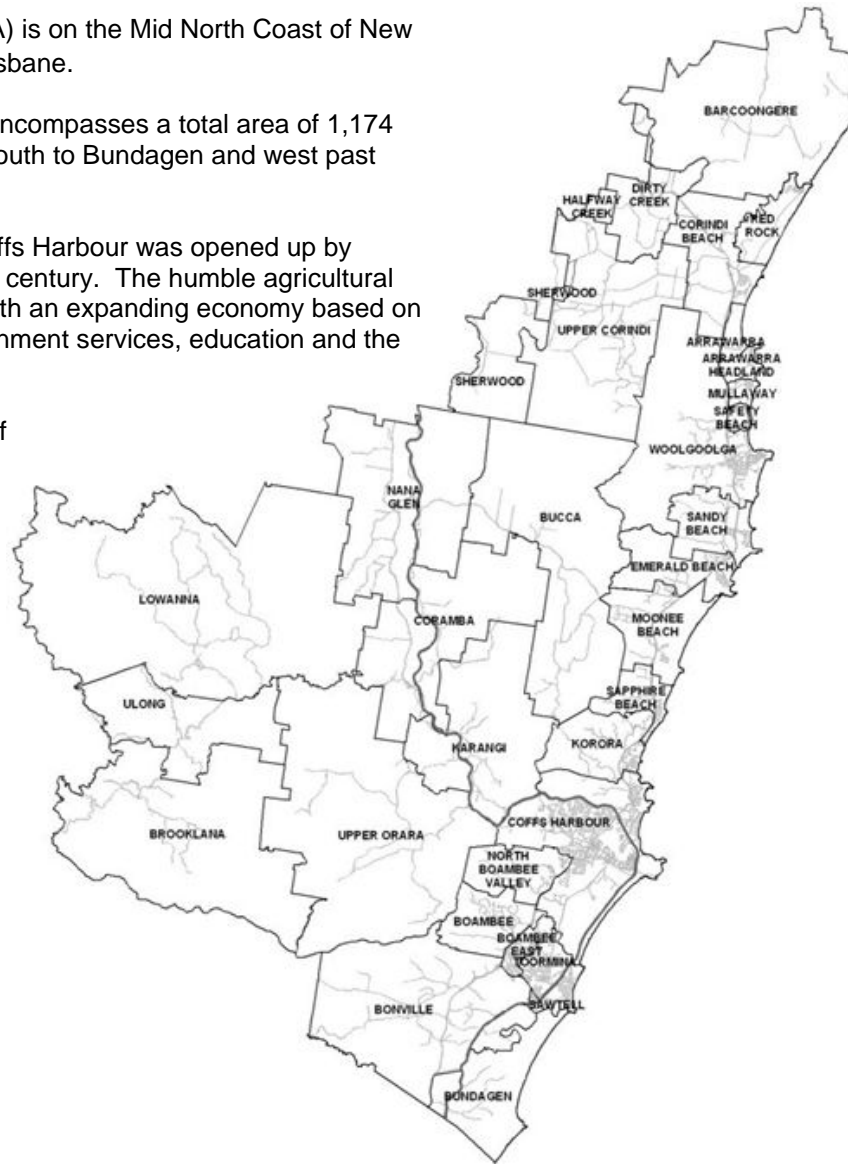 A) is on the Mid North Coast of New
sbane.
ncompasses a total area of 1,174
outh to Bundagen and west past
ffs Harbour was opened up by
century. The humble agricultural
th an expanding economy based on
nment services, education and the
f
BARCOONGERE
DIRTY
CREEK
HALFWAY
CREEK
RED
ROCK
CORINDI
BEACH
SHERWOOD
UPPER CORINDI
ARRAWARRA
ARRAWARRA
HEADLAND
SHERWOOD
MULLAWAY
SAFETY
BEACH
WOOLGOOLGA
NANA
GLEN
BUCCA
SANDY
BEACH
EMERALD BEACH
LOWANNA
CORAMBA
MOONEE
BEACH
ULONG
SAPPHIRE
BEACH
KARANGI
KORORA
BROOKLANA
UPPER ORARA
COFFS HARBOUR
NORTH
BOAMBEE
VALLEY
BOAMBEE
BOAMBEE
EAST
TOORMINA
SAWTELL
BONVILLE
BUNDAGEN